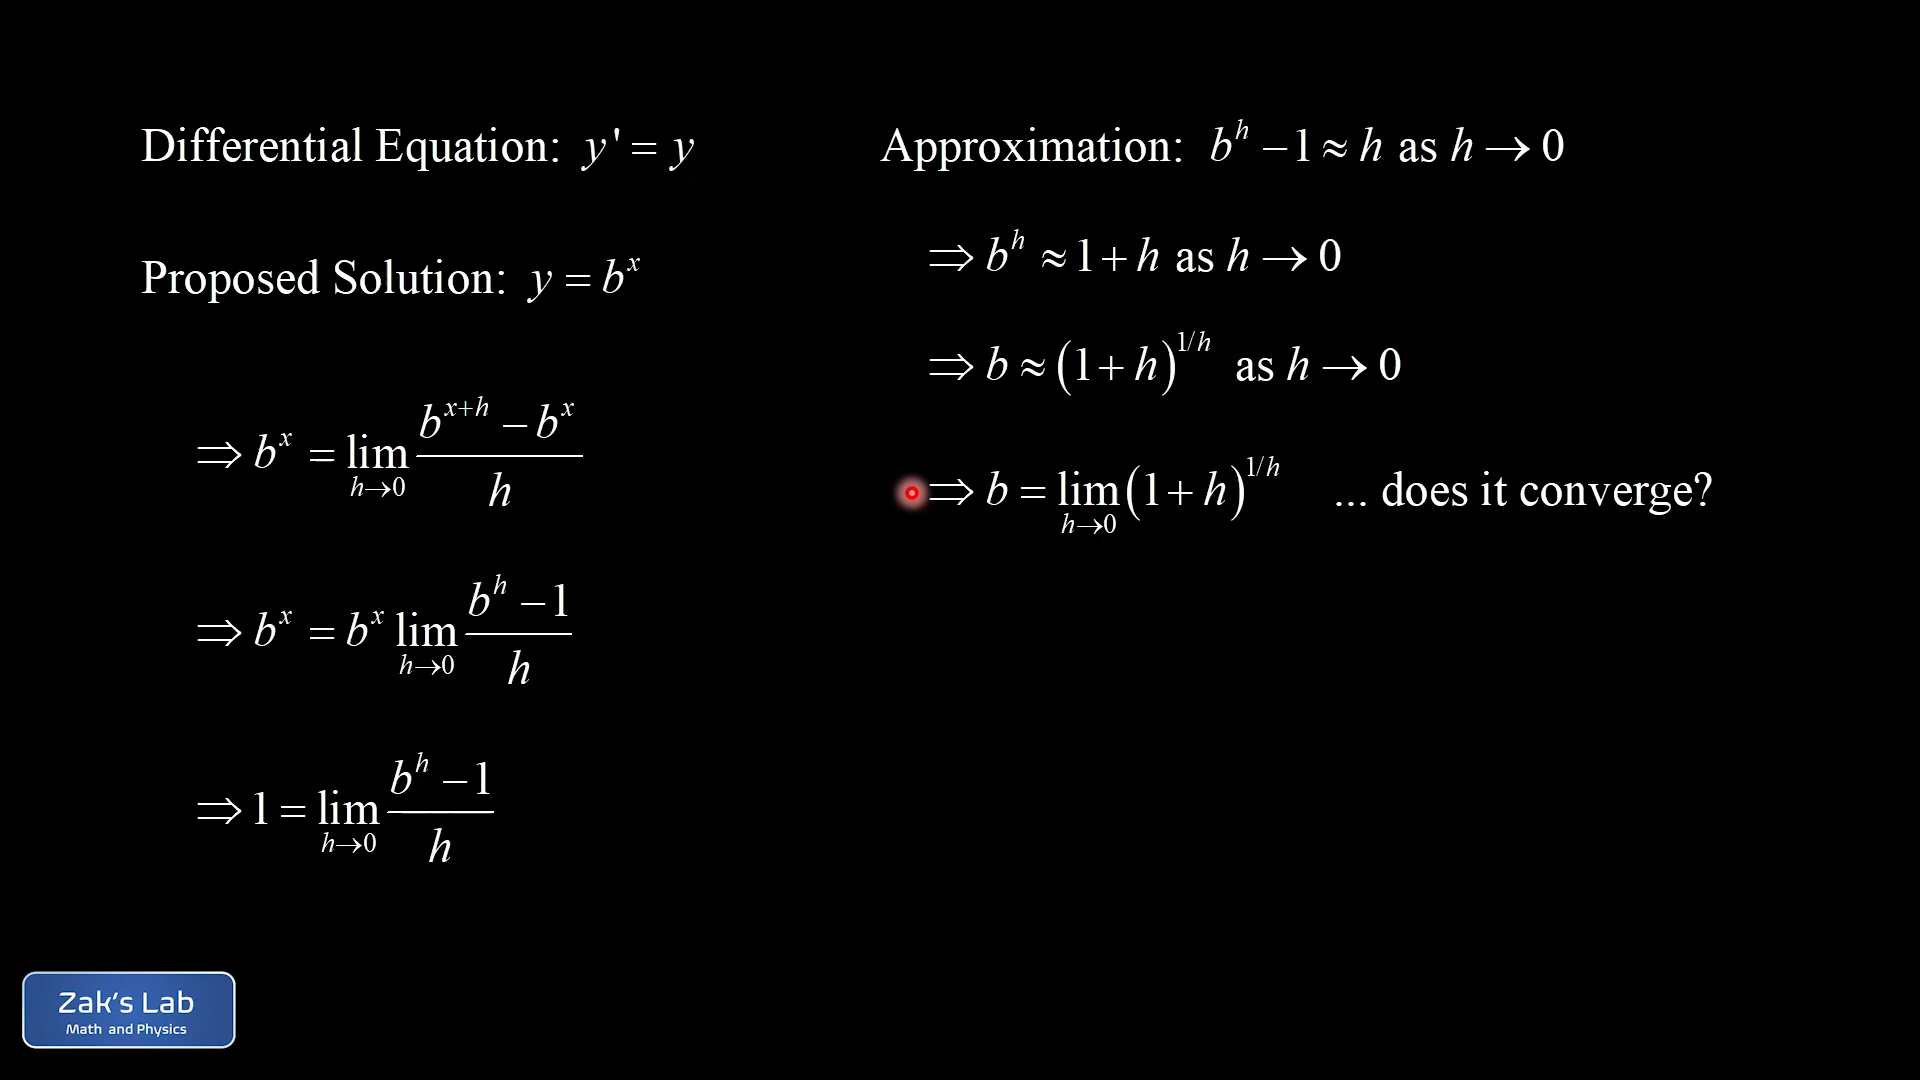 Differential Equation: y' = y
Proposed Solution: y = b^x
⇒ b^x = lim_{h→0} (b^{x+h} − b^x) / h
⇒ b^x = b^x lim_{h→0} (b^h − 1) / h
⇒ 1 = lim_{h→0} (b^h − 1) / h
Approximation: b^h − 1 ≈ h as h → 0
⇒ b^h ≈ 1 + h as h → 0
⇒ b ≈ (1 + h)^{1/h} as h → 0
⇒ b = lim_{h→0} (1 + h)^{1/h} ... does it converge?
Zak's Lab
Math and Physics